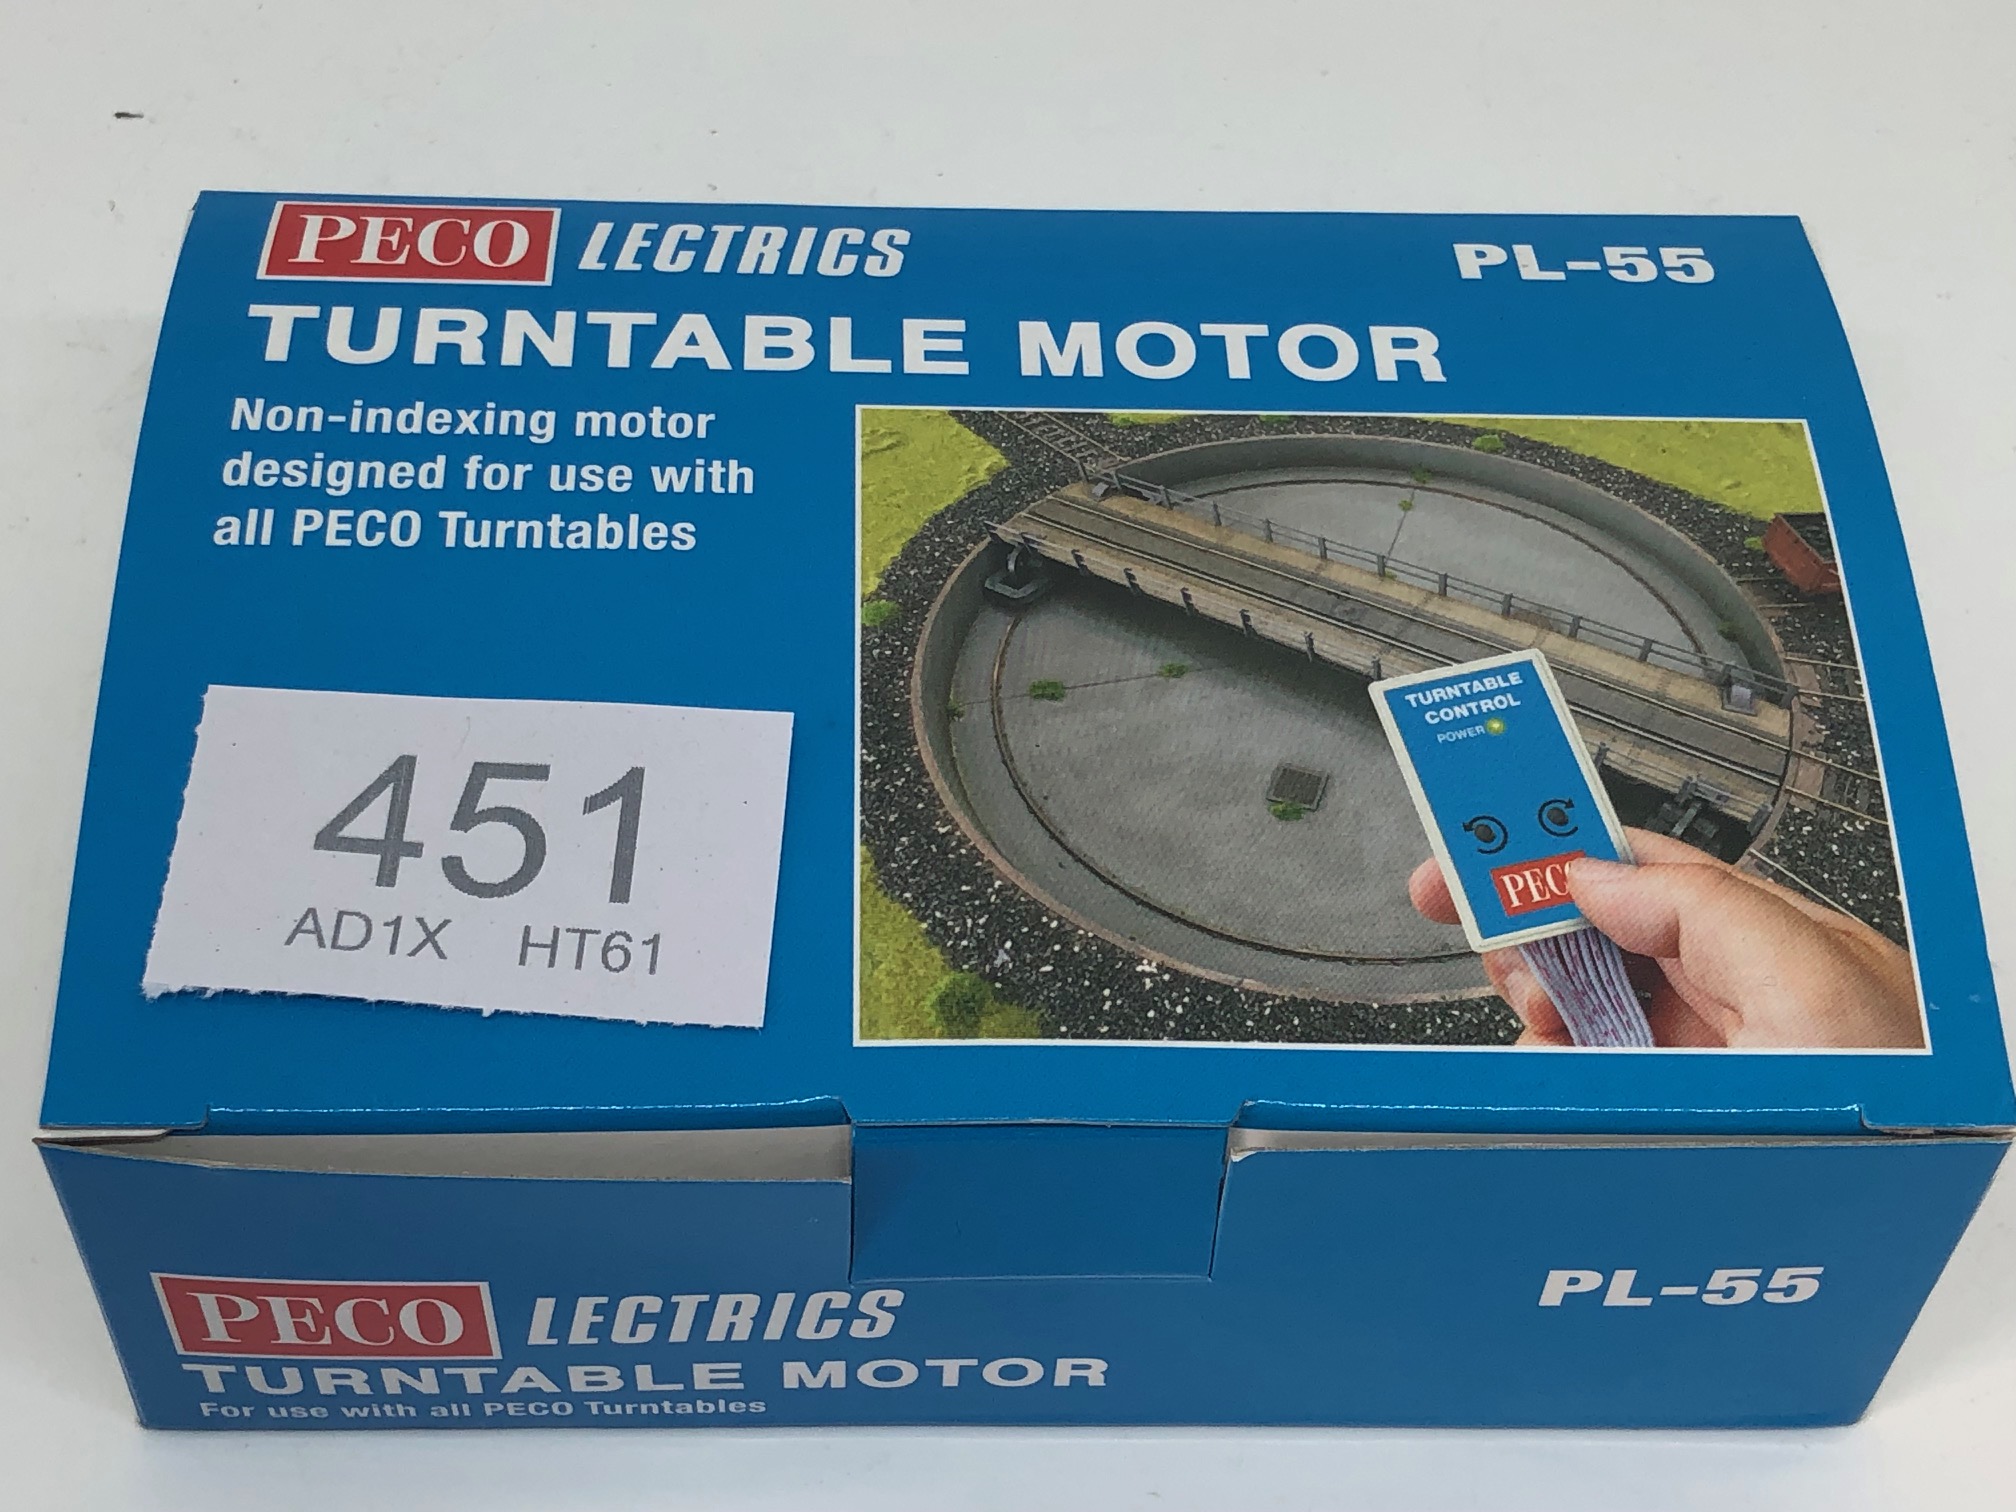 PECO LECTRICS PL-55
TURNTABLE MOTOR
Non-indexing motor
designed for use with
all PECO Turntables
TURNTABLE
CONTROL
POWER
451
AD1X HT61
PECO LECTRICS PL-55
TURNTABLE MOTOR
For use with all PECO Turntables